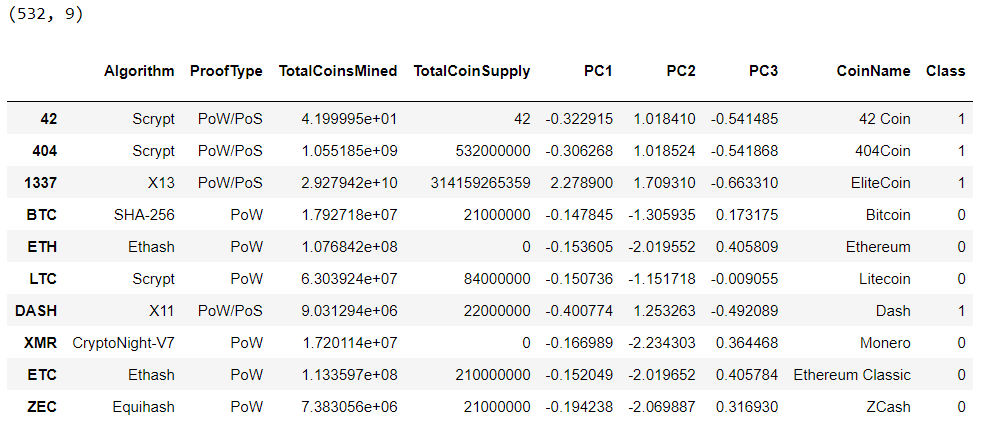 (532, 9)
Algorithm ProofType TotalCoinsMined TotalCoinSupply PC1 PC2 PC3 CoinName Class
42 Scrypt PoW/PoS 4.199995e+01 42 -0.322915 1.018410 -0.541485 42 Coin 1
404 Scrypt PoW/PoS 1.055185e+09 532000000 -0.306268 1.018524 -0.541868 404Coin 1
1337 X13 PoW/PoS 2.927942e+10 314159265359 2.278900 1.709310 -0.663310 EliteCoin 1
BTC SHA-256 PoW 1.792718e+07 21000000 -0.147845 -1.305935 0.173175 Bitcoin 0
ETH Ethash PoW 1.076842e+08 0 -0.153605 -2.019552 0.405809 Ethereum 0
LTC Scrypt PoW 6.303924e+07 84000000 -0.150736 -1.151718 -0.009055 Litecoin 0
DASH X11 PoW/PoS 9.031294e+06 22000000 -0.400774 1.253263 -0.492089 Dash 1
XMR CryptoNight-V7 PoW 1.720114e+07 0 -0.166989 -2.234303 0.364468 Monero 0
ETC Ethash PoW 1.133597e+08 210000000 -0.152049 -2.019652 0.405784 Ethereum Classic 0
ZEC Equihash PoW 7.383056e+06 21000000 -0.194238 -2.069887 0.316930 ZCash 0